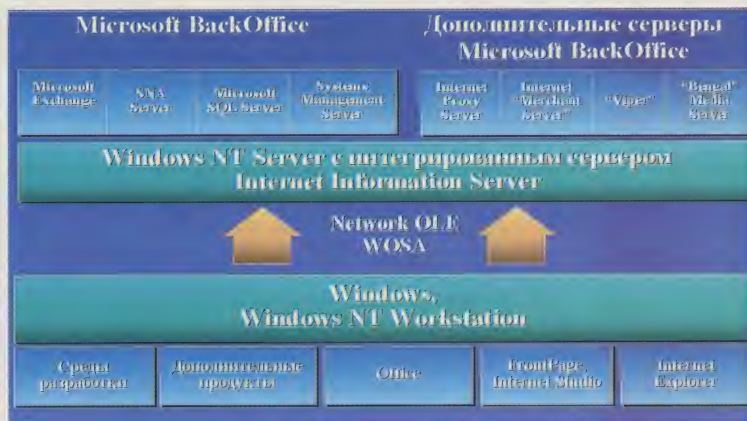 Microsoft BackOffice
Дополнительные серверы
Microsoft BackOffice
Microsoft
Exchange
SNA
Server
Microsoft
SQL Server
Systems
Management
Server
Internet
Proxy
Server
Internet
"Merchant
Server"
"Viper"
"Bengal"
Media
Server
Windows NT Server с интегрированным сервером
Internet Information Server
Network OLE
WOSA
Windows,
Windows NT Workstation
Среды
разработки
Дополнительные
продукты
Office
FrontPage,
Internet Studio
Internet
Explorer